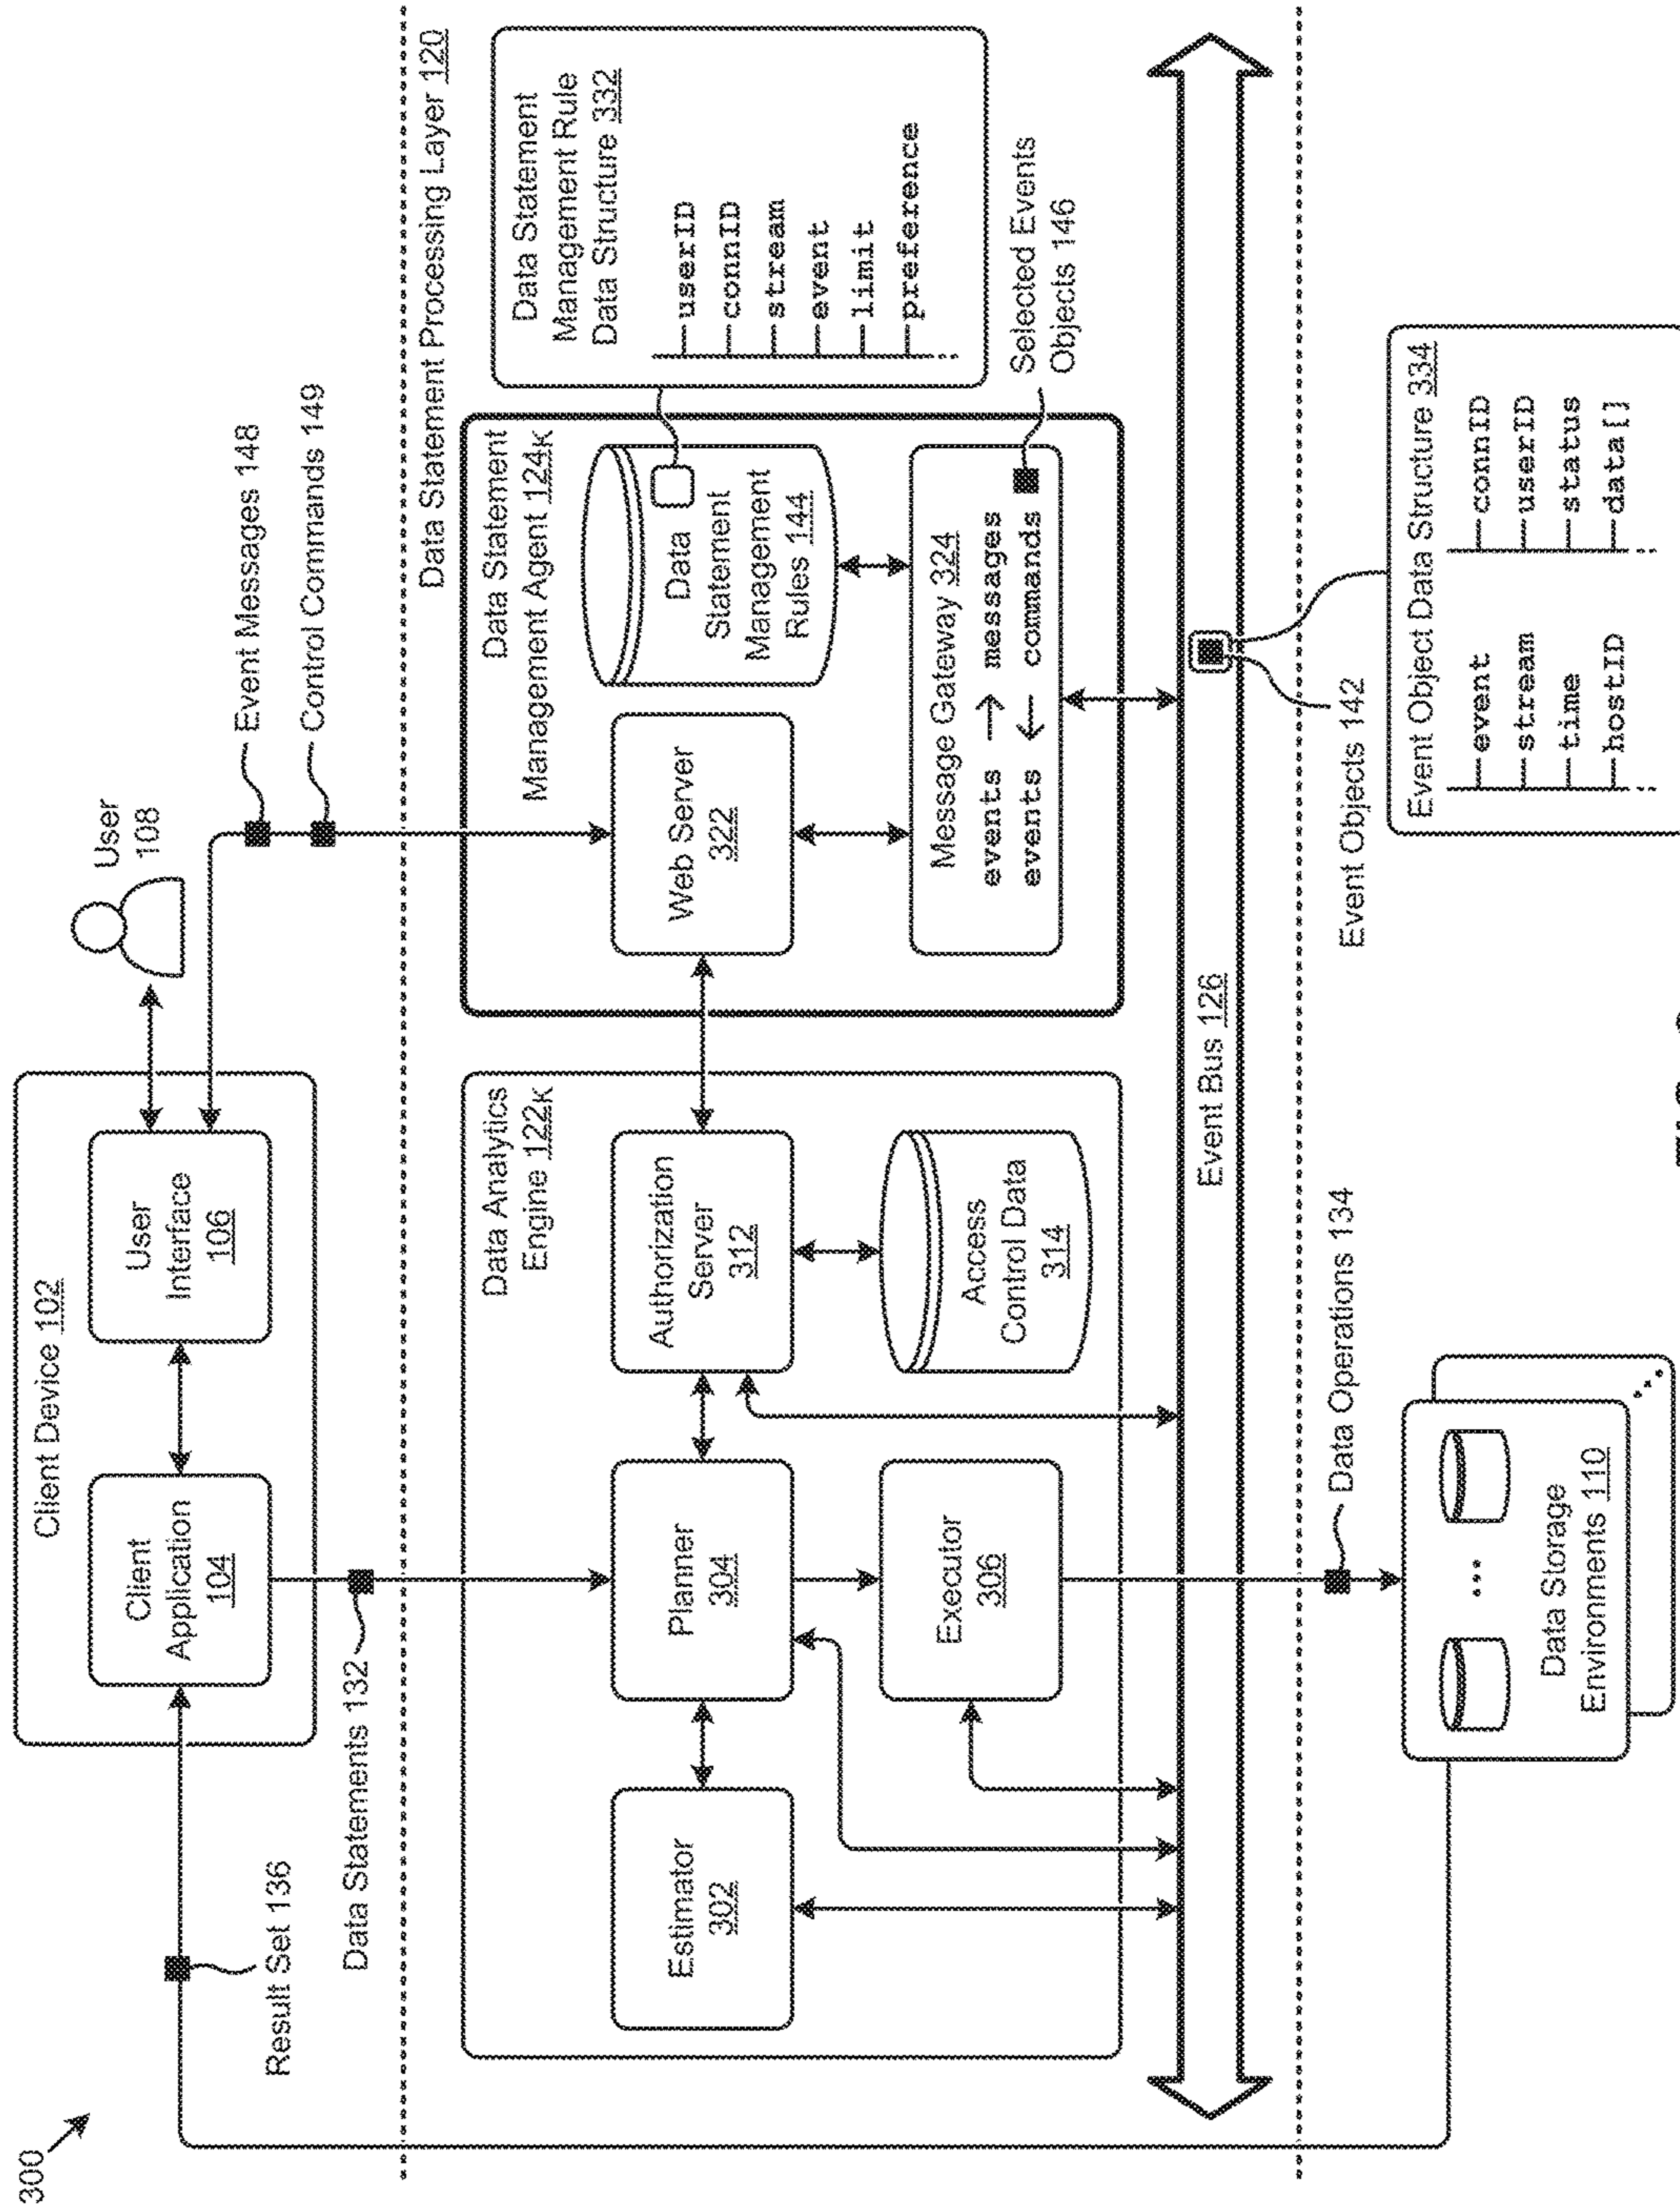 300
Client Device 102
Client
Application
104
User
Interface
106
User
108
Result Set 136
Data Statements 132
Event Messages 148
Control Commands 149
Data Statement Processing Layer 120
Data Analytics
Engine 122K
Estimator
302
Planner
304
Executor
306
Authorization
Server
312
Access
Control Data
314
Data Statement
Management Agent 124K
Web Server
322
Data
Statement
Management
Rules 144
Message Gateway 324
events → messages
events ← commands
Data Statement
Management Rule
Data Structure 332
userID
connID
stream
event
limit
preference
Selected Events
Objects 146
Event Bus 126
Data Operations 134
Event Objects 142
Data Storage
Environments 110
Event Object Data Structure 334
event
stream
time
hostID
connID
userID
status
data[]